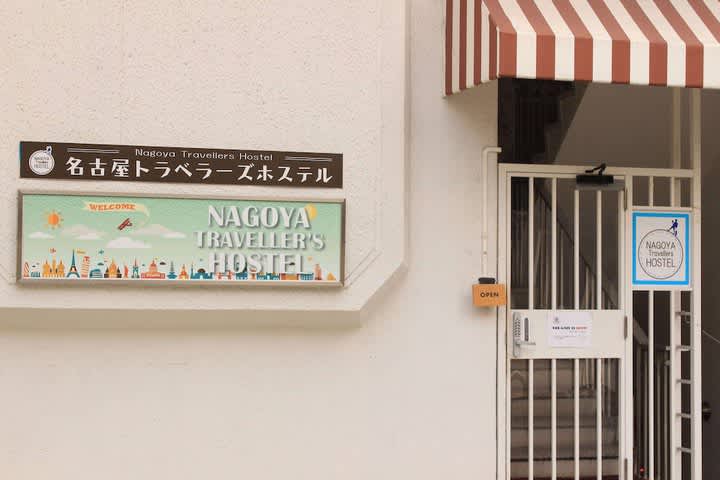 Nagoya Travellers Hostel
名古屋トラベラーズホステル
WELCOME
NAGOYA
TRAVELLER'S
HOSTEL
OPEN
NAGOYA
Travellers
HOSTEL